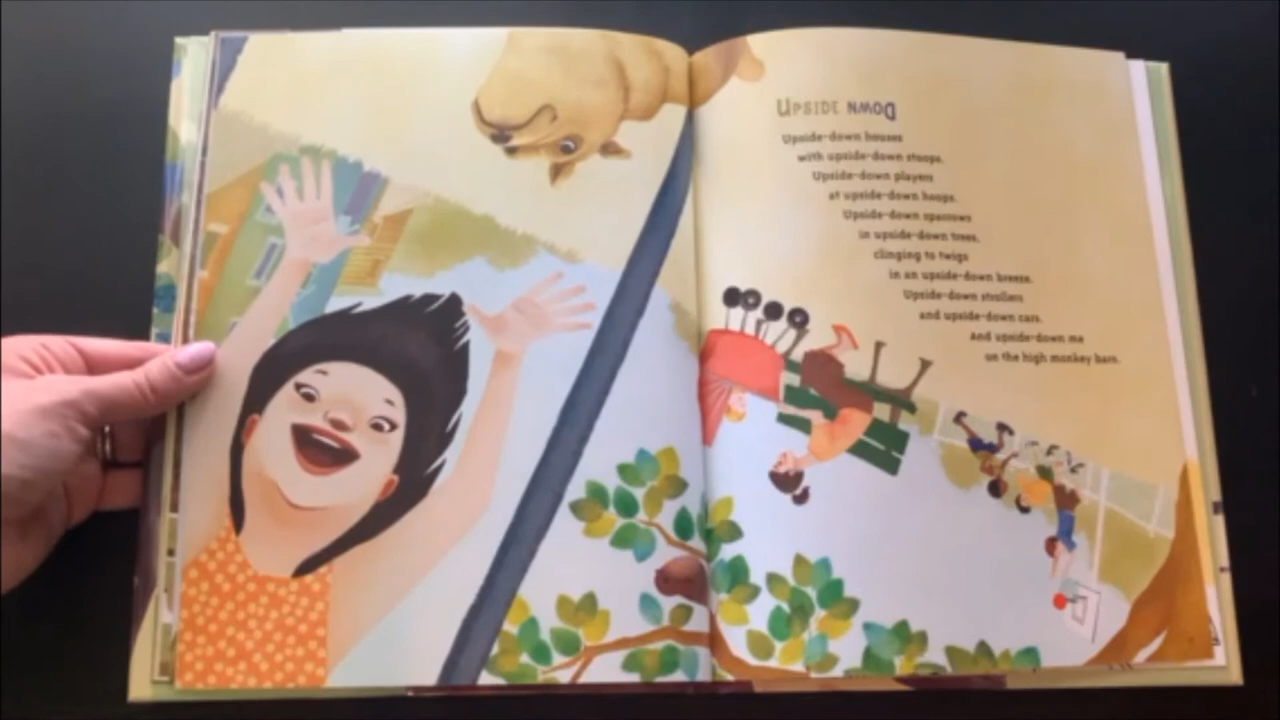 UPSIDE DOWN
Upside-down houses
with upside-down stoops.
Upside-down players
at upside-down hoops.
Upside-down sparrows
in upside-down trees,
clinging to twigs
in an upside-down breeze.
Upside-down strollers
and upside-down cars.
And upside-down me
on the high monkey bars.